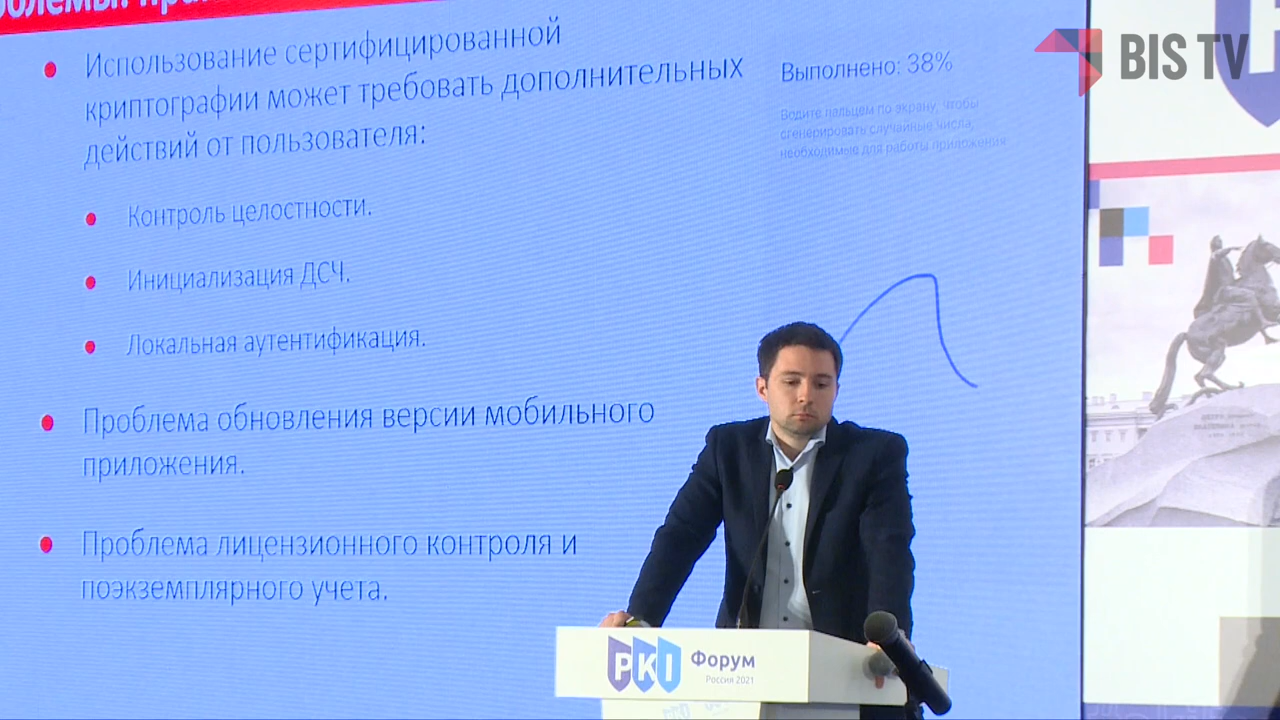 Использование сертифицированной
криптографии может требовать дополнительных
действий от пользователя:
Контроль целостности.
Инициализация ДСЧ.
Локальная аутентификация.
Проблема обновления версии мобильного
приложения.
Проблема лицензионного контроля и
поэкземплярного учета.
Выполнено: 38%
Водите пальцем по экрану, чтобы
сгенерировать случайные числа,
необходимые для работы приложения
BIS TV
PKI Форум
Россия 2021